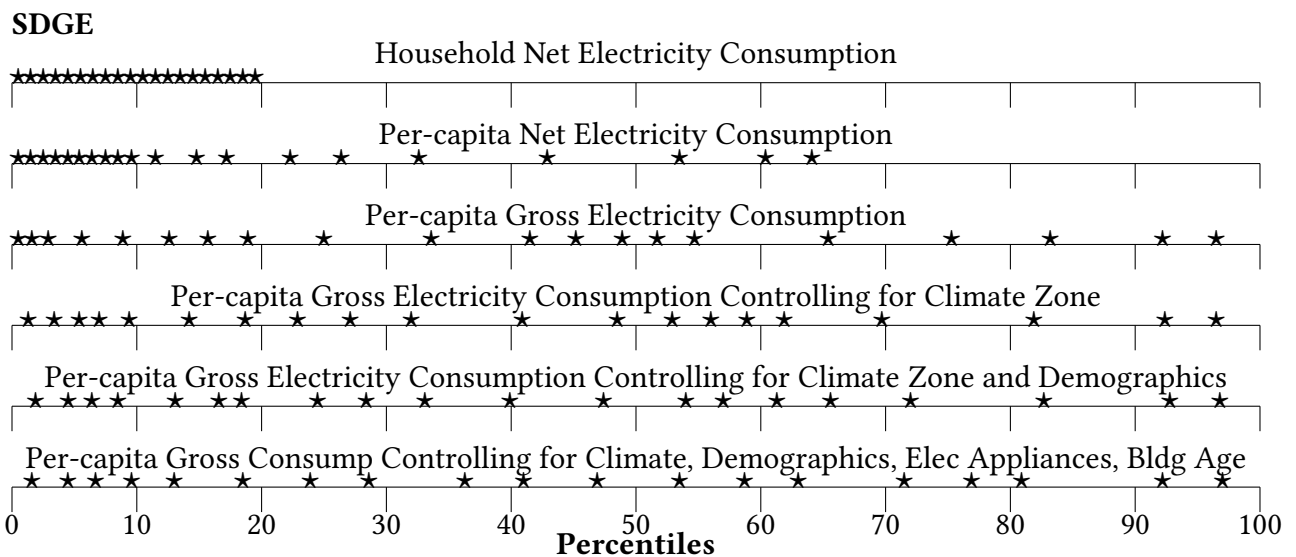 SDGE
Household Net Electricity Consumption
Per-capita Net Electricity Consumption
Per-capita Gross Electricity Consumption
Per-capita Gross Electricity Consumption Controlling for Climate Zone
Per-capita Gross Electricity Consumption Controlling for Climate Zone and Demographics
Per-capita Gross Consump Controlling for Climate, Demographics, Elec Appliances, Bldg Age
0 10 20 30 40 50 60 70 80 90 100
Percentiles